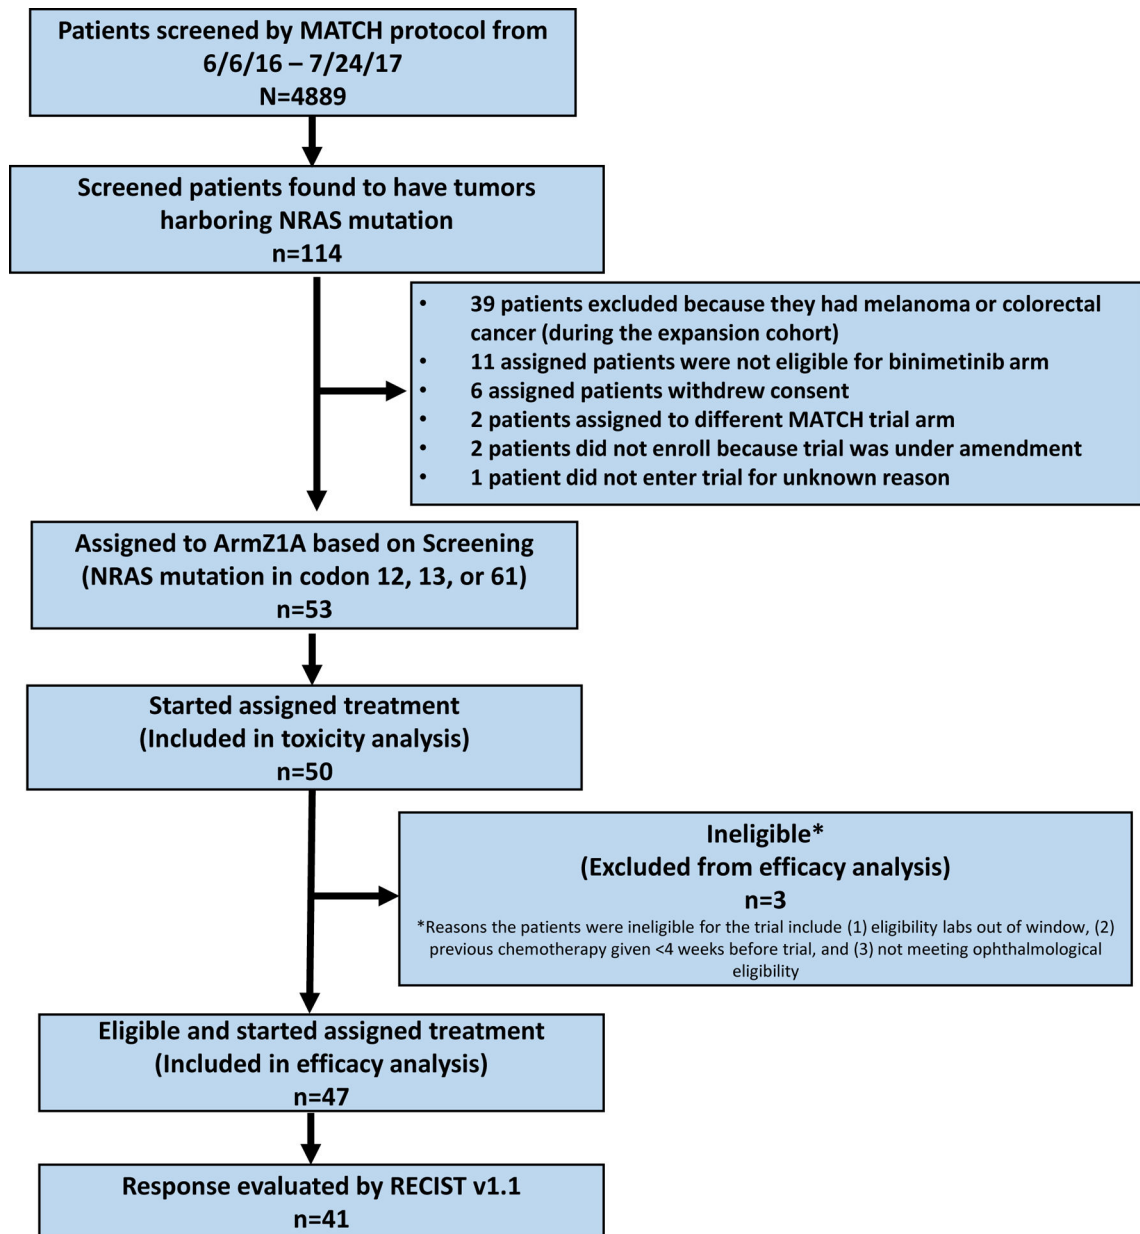 Patients screened by MATCH protocol from
6/6/16 – 7/24/17
N=4889
Screened patients found to have tumors
harboring NRAS mutation
n=114
• 39 patients excluded because they had melanoma or colorectal
cancer (during the expansion cohort)
• 11 assigned patients were not eligible for binimetinib arm
• 6 assigned patients withdrew consent
• 2 patients assigned to different MATCH trial arm
• 2 patients did not enroll because trial was under amendment
• 1 patient did not enter trial for unknown reason
Assigned to ArmZ1A based on Screening
(NRAS mutation in codon 12, 13, or 61)
n=53
Started assigned treatment
(Included in toxicity analysis)
n=50
Ineligible*
(Excluded from efficacy analysis)
n=3
*Reasons the patients were ineligible for the trial include (1) eligibility labs out of window, (2)
previous chemotherapy given <4 weeks before trial, and (3) not meeting ophthalmological
eligibility
Eligible and started assigned treatment
(Included in efficacy analysis)
n=47
Response evaluated by RECIST v1.1
n=41